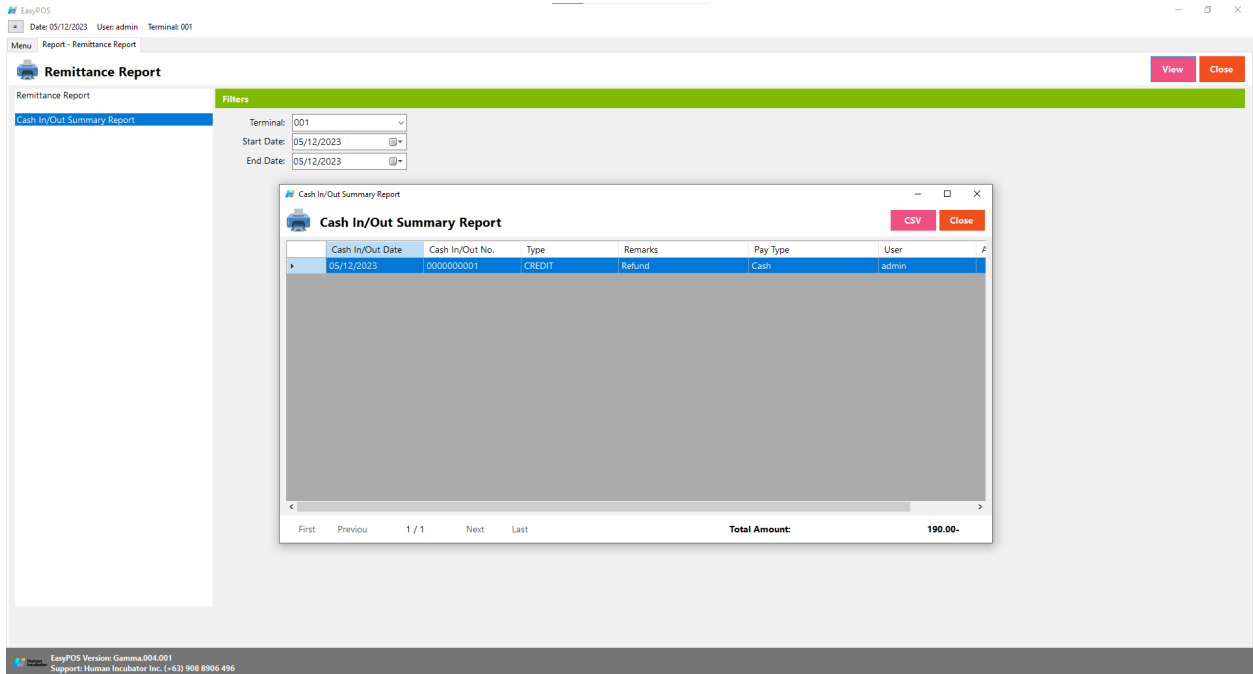 EasyPOS
Date: 05/12/2023 User: admin Terminal: 001
Menu Report - Remittance Report
Remittance Report View Close
Remittance Report
Cash In/Out Summary Report
Filters
Terminal: 001
Start Date: 05/12/2023
End Date: 05/12/2023
Cash In/Out Summary Report
Cash In/Out Summary Report CSV Close
Cash In/Out Date Cash In/Out No. Type Remarks Pay Type User A
05/12/2023 0000000001 CREDIT Refund Cash admin
First Previou 1 / 1 Next Last Total Amount: 190.00-
EasyPOS Version: Gamma.004.001
Support: Human Incubator Inc. (+63) 908 8906 496
Human
Incubator